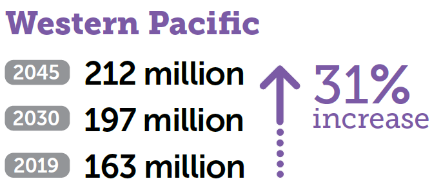 Western Pacific
2045 212 million
2030 197 million
2019 163 million
31%
increase